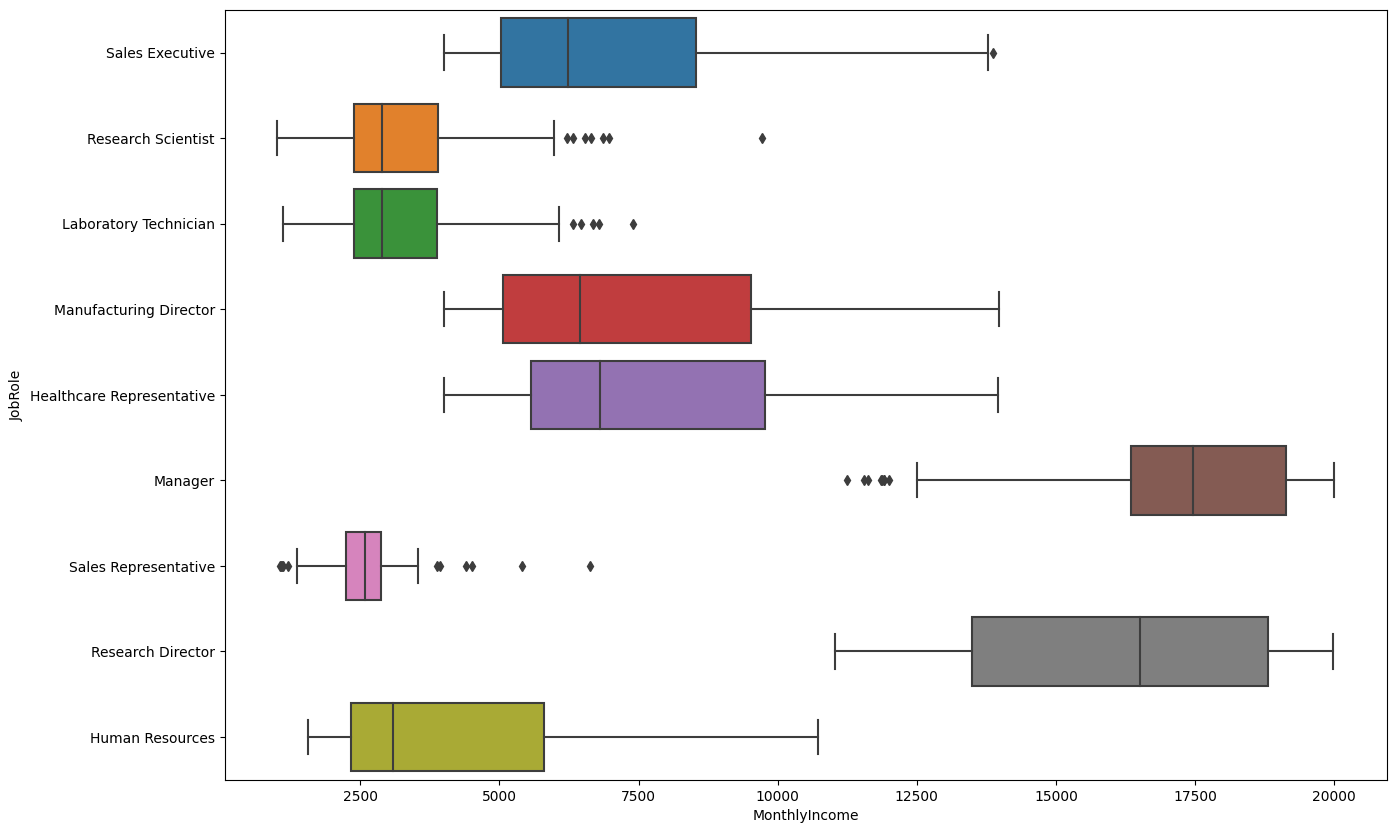 Sales Executive
Research Scientist
Laboratory Technician
Manufacturing Director
Healthcare Representative
Manager
Sales Representative
Research Director
Human Resources
JobRole
2500 5000 7500 10000 12500 15000 17500 20000
MonthlyIncome